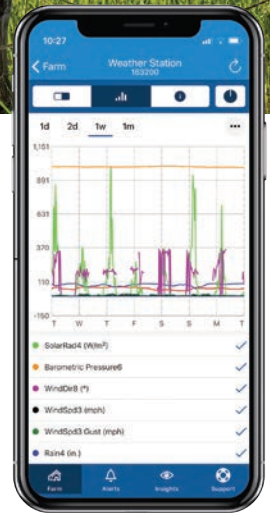 10:27
Farm
Weather Station
163200
1d 2d 1w 1m
1,151
891
631
370
110
-150
T W T F S S M T
SolarRad4 (W/m²)
Barometric Pressure6
WindDir8 (°)
WindSpd3 (mph)
WindSpd3 Gust (mph)
Rain4 (in.)
Farm Alerts Insights Support